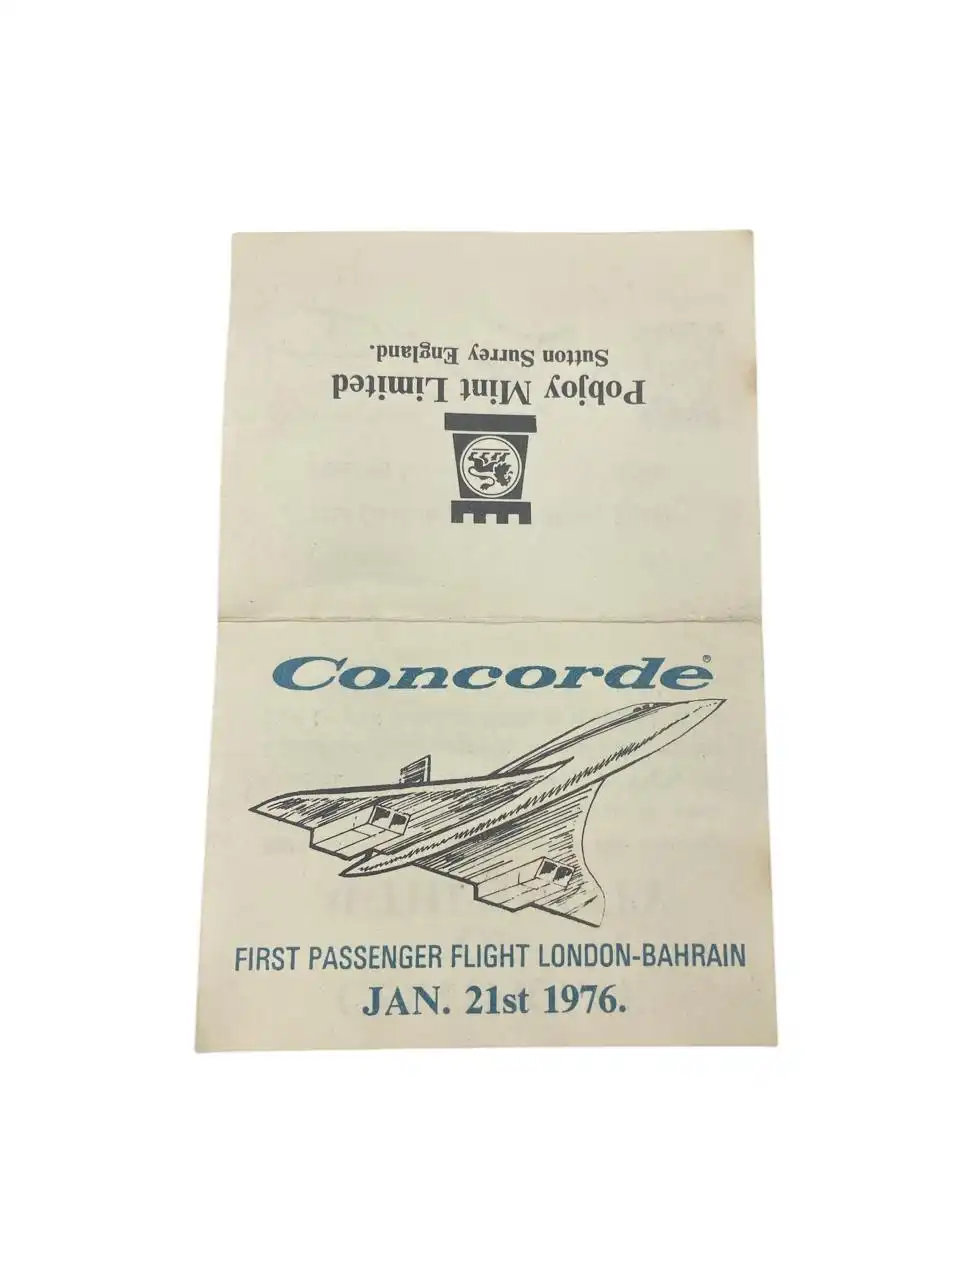 Pobjoy Mint Limited
Sutton Surrey England.
Concorde®
FIRST PASSENGER FLIGHT LONDON-BAHRAIN
JAN. 21st 1976.